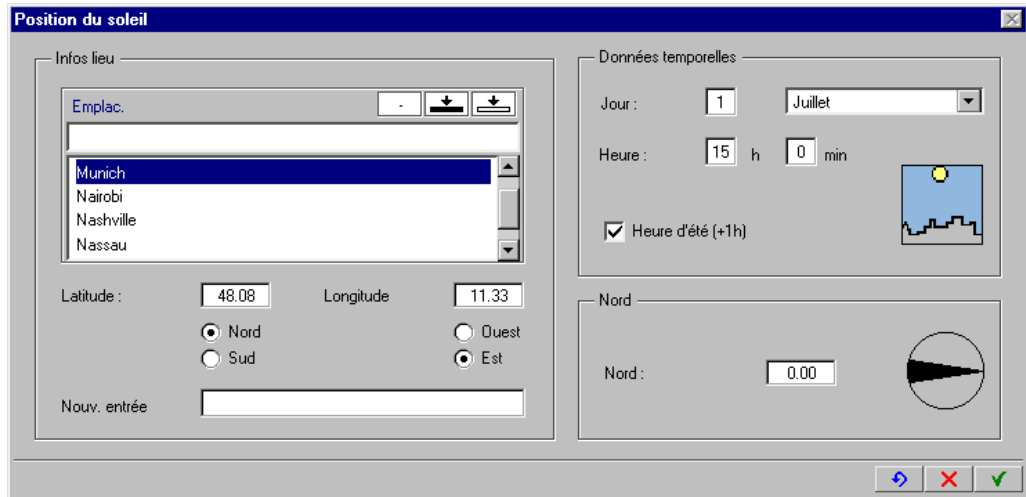 Position du soleil
Infos lieu
Emplac.
-
Munich
Nairobi
Nashville
Nassau
Latitude : 48.08 Longitude 11.33
Nord Ouest
Sud Est
Nouv. entrée
Données temporelles
Jour : 1 Juillet
Heure : 15 h 0 min
Heure d'été (+1h)
Nord
Nord : 0.00